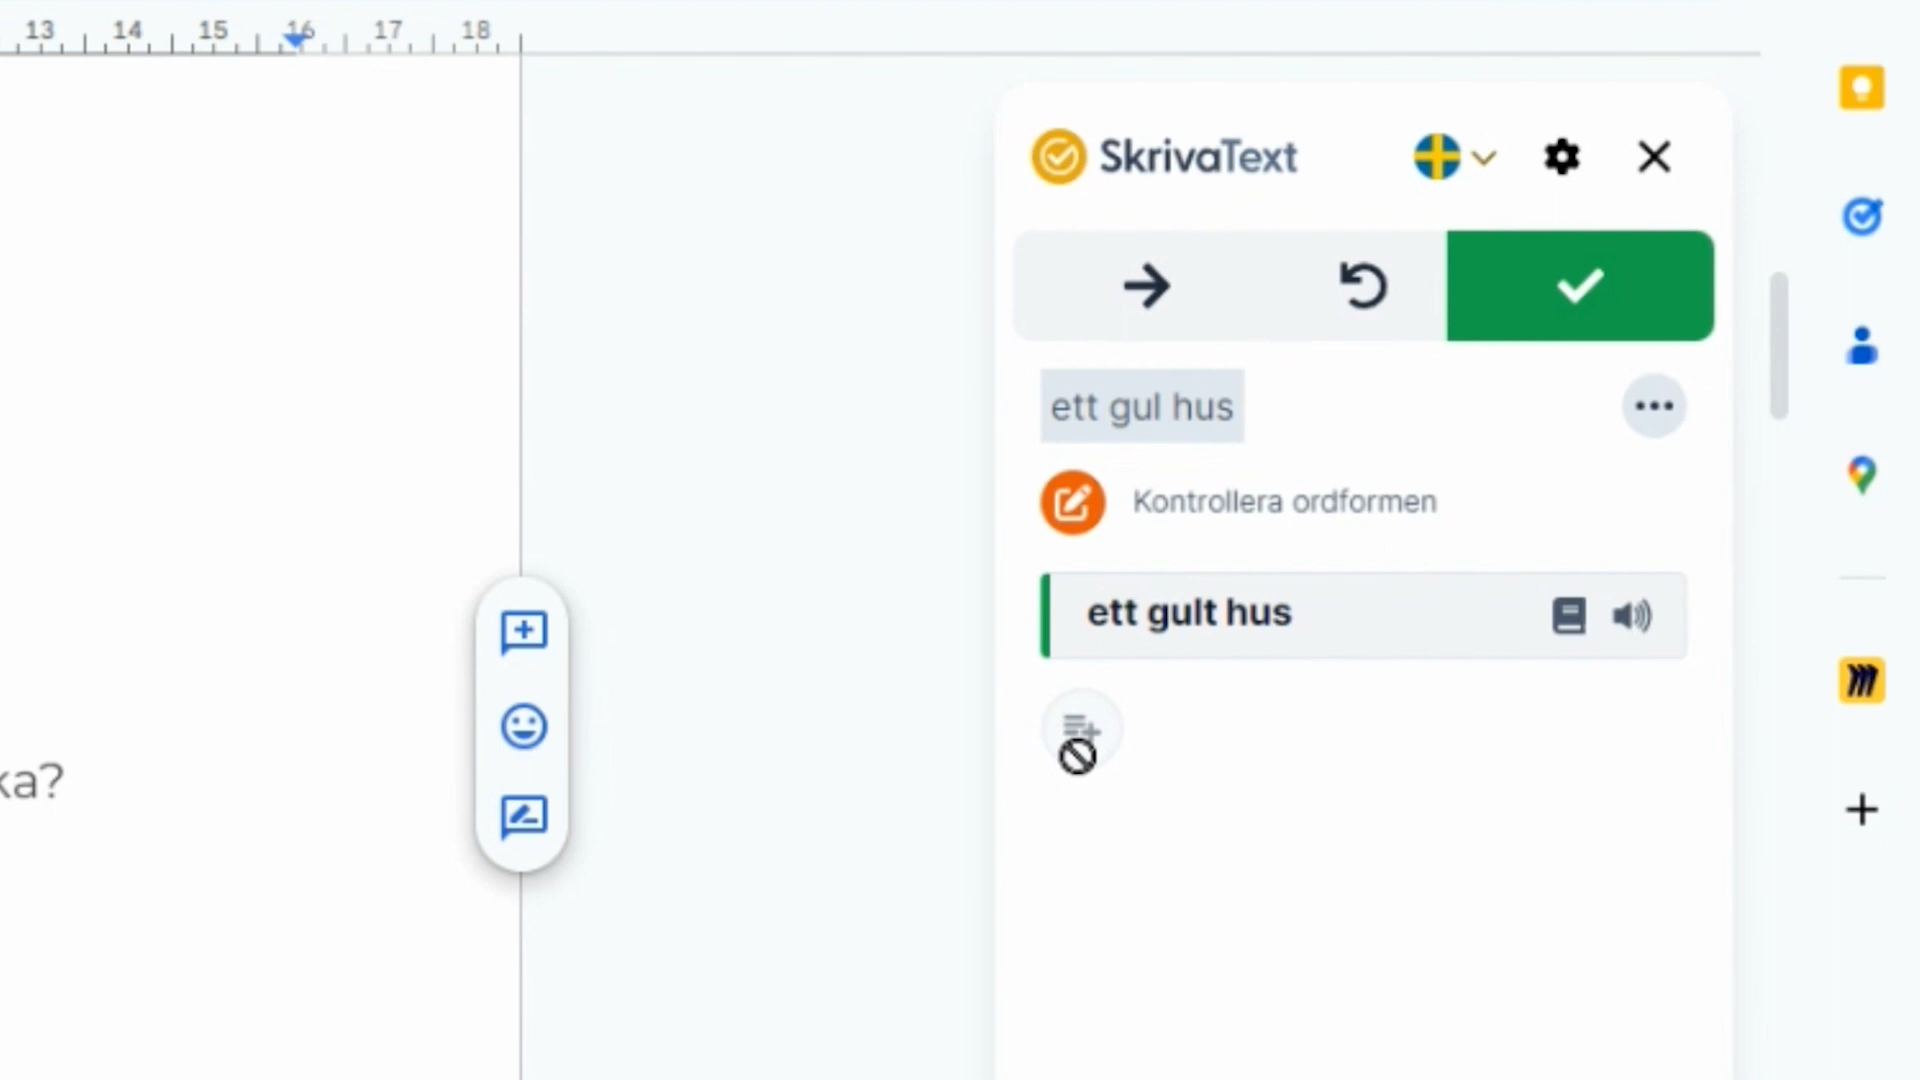 13 14 15 16 17 18
SkrivaText
ett gul hus
Kontrollera ordformen
ett gult hus
ka?